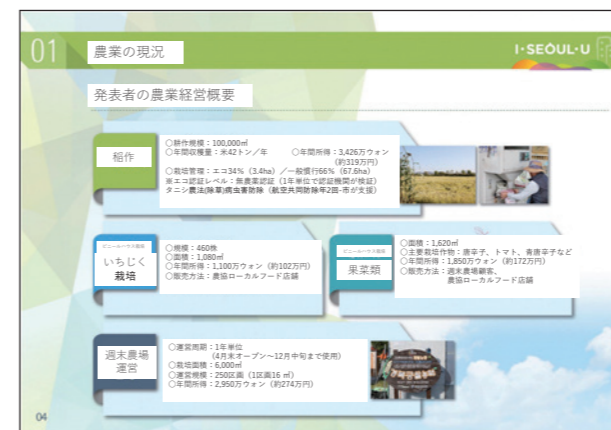 01
農業の現況
I·SEOUL·U
発表者の農業経営概要
稲作
○耕作規模：100,000㎡
○年間収穫量：米42トン／年　○年間所得：3,426万ウォン
（約319万円）
○栽培管理：エコ34%（3.4ha）／一般慣行66%（67.6ha）
※エコ認証レベル：無農薬認証（1年単位で認証機関が検証）
タニシ農法(除草)病虫害防除（航空共同防除年2回-市が支援）
ビニールハウス栽培
いちじく
栽培
○規模：460株
○面積：1,080㎡
○年間所得：1,100万ウォン（約102万円）
○販売方法：農協ローカルフード店舗
ビニールハウス栽培
果菜類
○面積：1,620㎡
○主要栽培作物：唐辛子、トマト、青唐辛子など
○年間所得：1,850万ウォン（約172万円）
○販売方法：週末農場顧客、
農協ローカルフード店舗
週末農場
運営
○運営周期：1年単位
（4月末オープン～12月中旬まで使用）
○栽培面積：6,000㎡
○運営規模：250区画（1区画16 ㎡）
○年間所得：2,950万ウォン（約274万円）
04